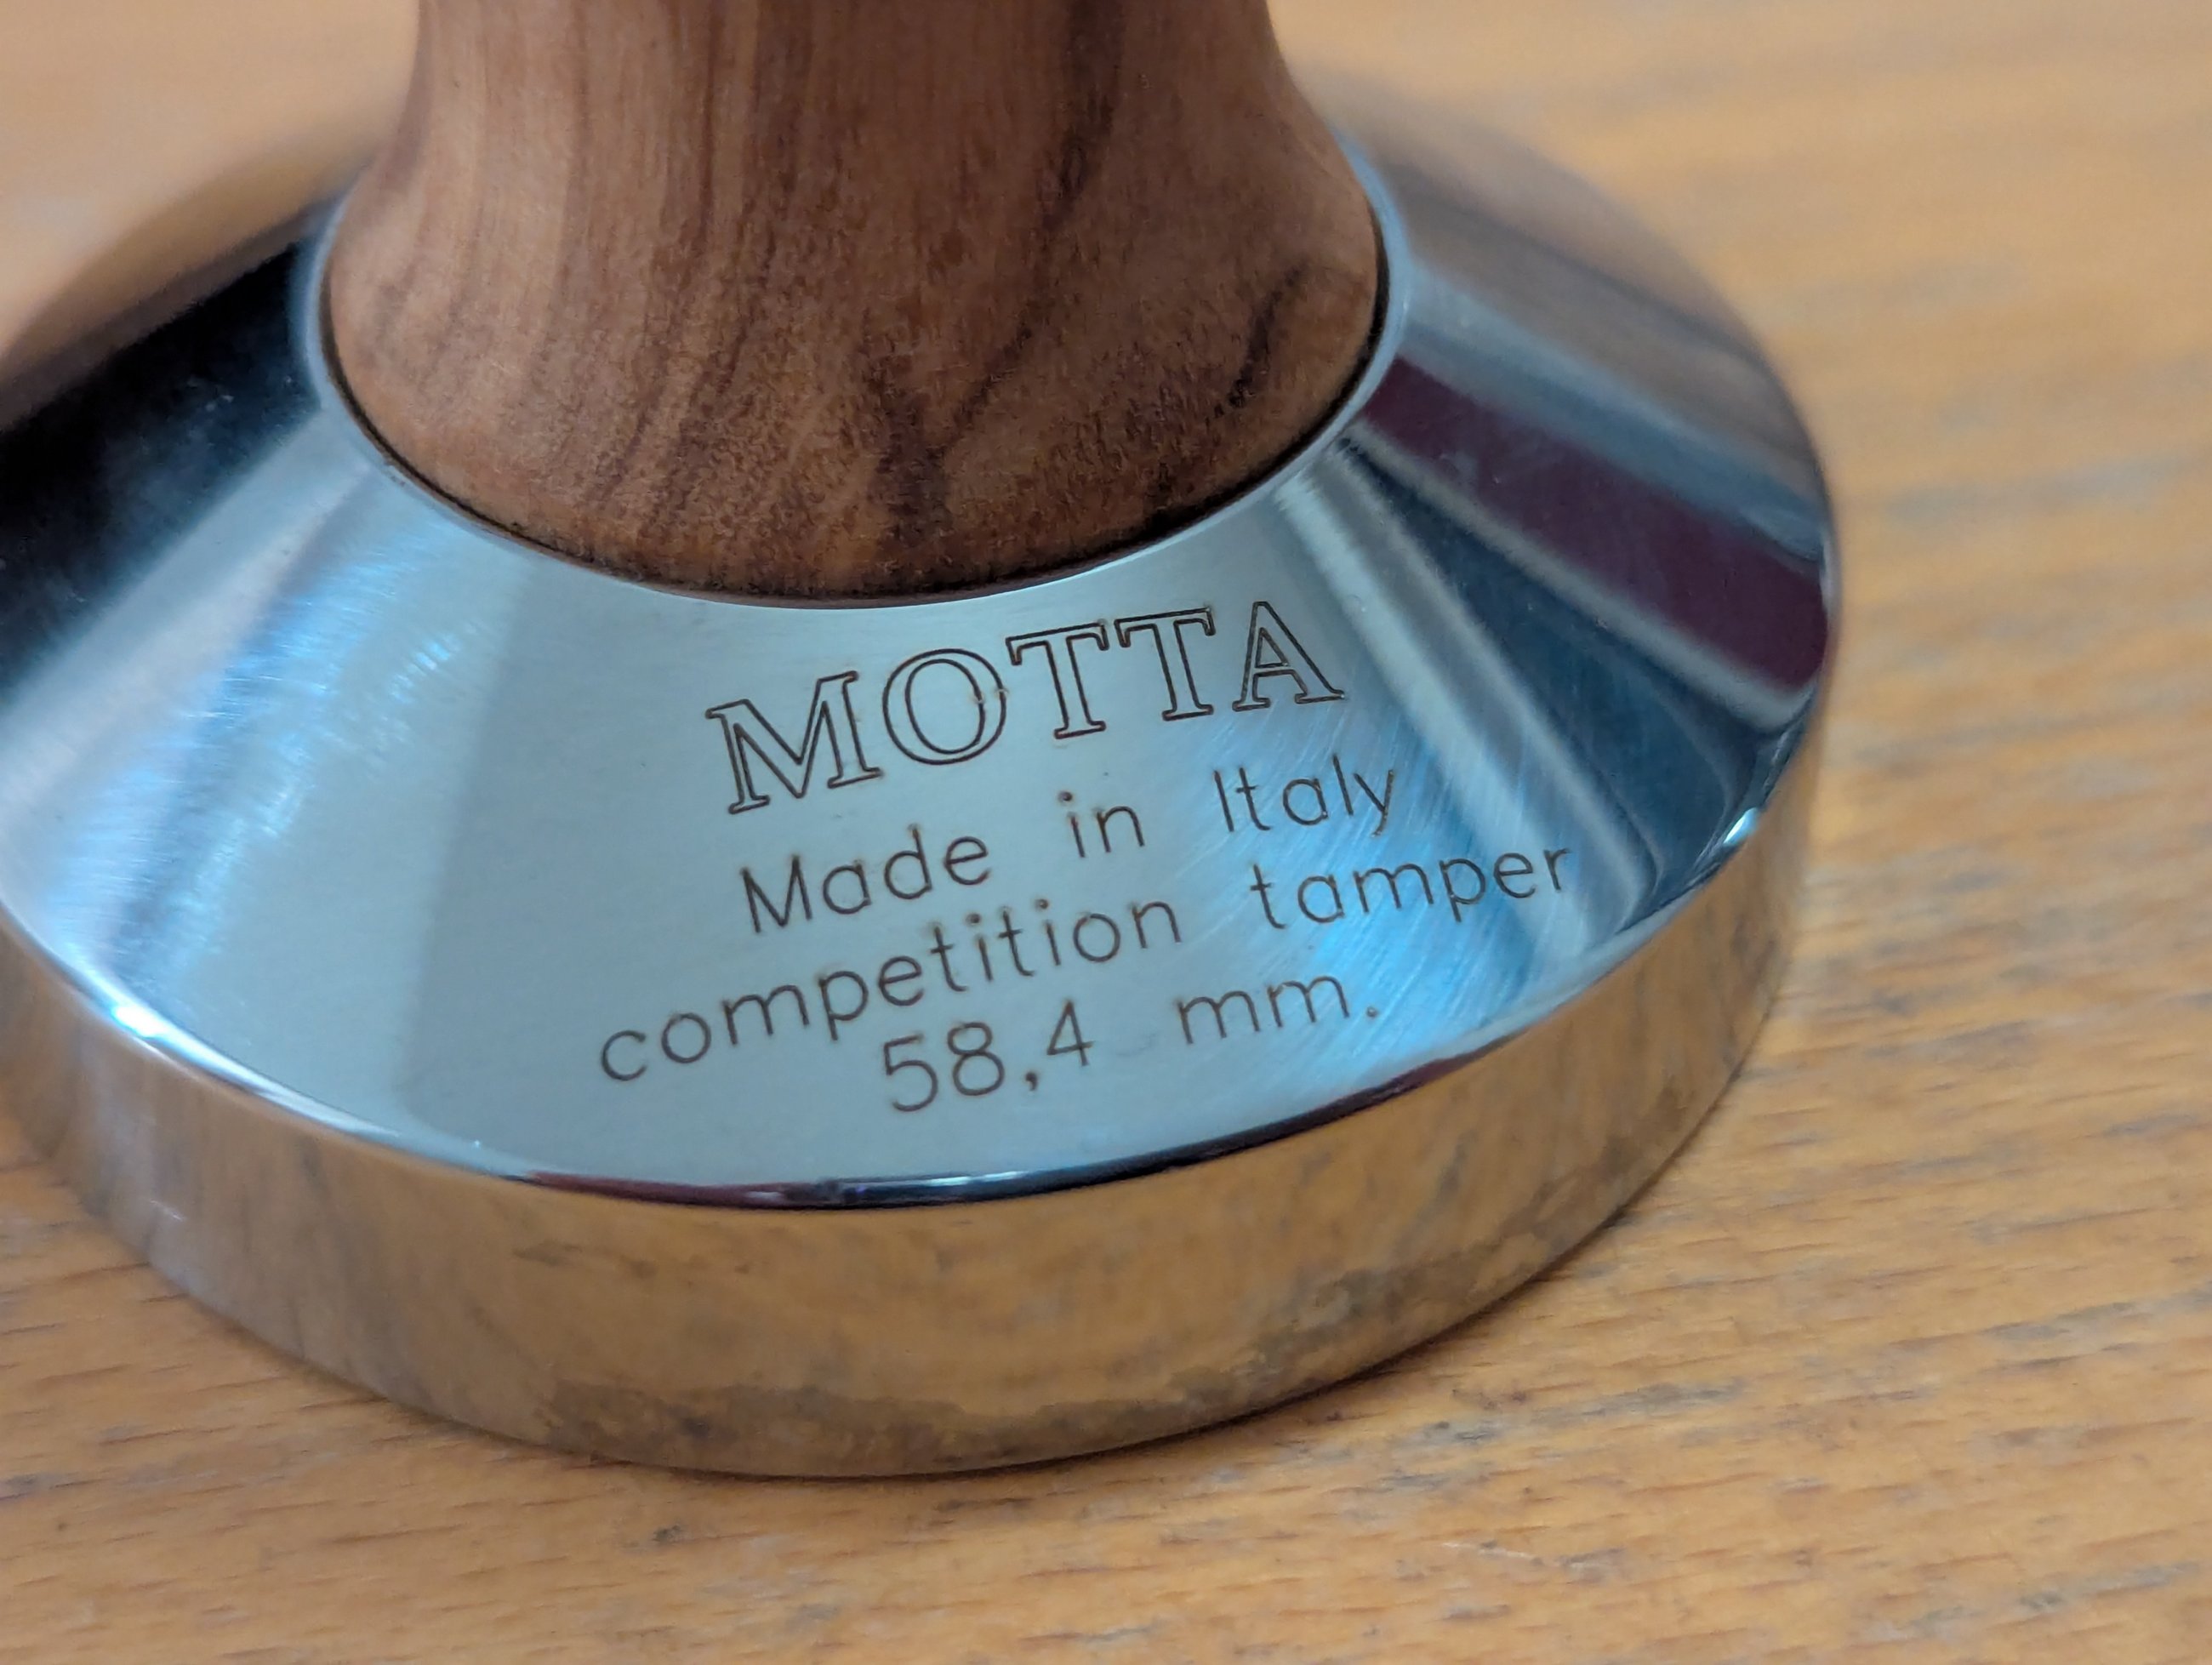 MOTTA
Made in Italy
competition tamper
58,4 mm.